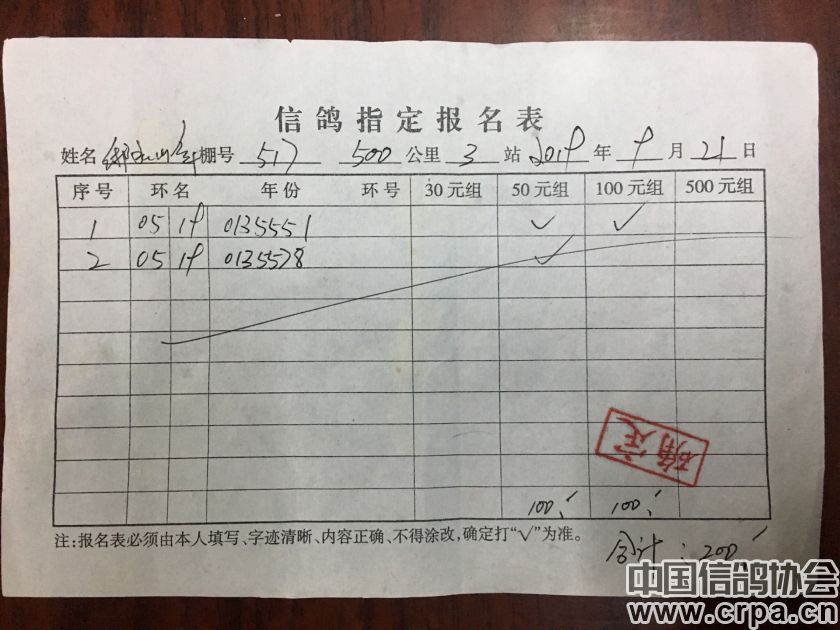 信鸽指定报名表
姓名 棚号 517 500 公里 3 站 2019 年 9 月 21 日
序号 环名 年份 环号 30元组 50元组 100元组 500元组
1 05 19 0135551 ✓ ✓
2 05 19 0135578 ✓
确定
100 100
注:报名表必须由本人填写、字迹清晰、内容正确、不得涂改,确定打“√”为准。
合计:200
中国信鸽协会
www.crpa.cn